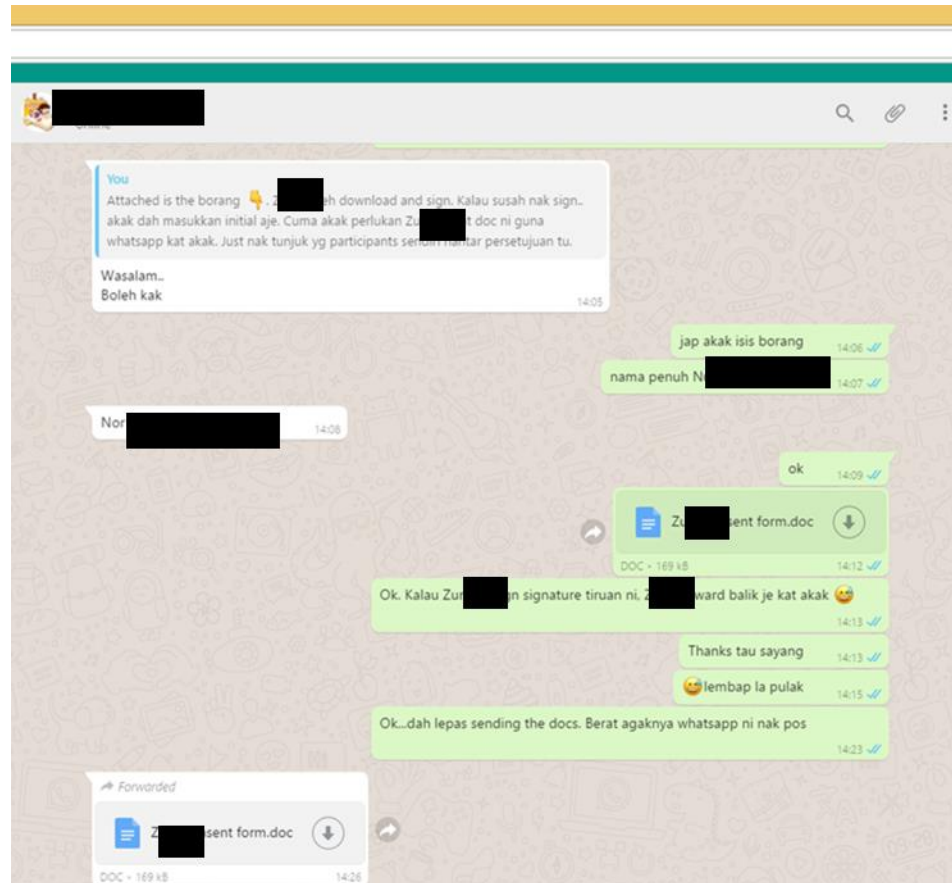 You
Attached is the borang 👇. Z eh download and sign. Kalau susah nak sign..
akak dah masukkan initial aje. Cuma akak perlukan Zu t doc ni guna
whatsapp kat akak. Just nak tunjuk yg participants sendiri hantar persetujuan tu.
Wasalam..
Boleh kak
14:05
jap akak isis borang 14:06
nama penuh N 14:07
Nor 14:08
ok 14:09
Zu sent form.doc
DOC • 169 kB 14:12
Ok. Kalau Zur gn signature tiruan ni, Z ward balik je kat akak 😅
14:13
Thanks tau sayang 14:13
😅lembap la pulak 14:15
Ok...dah lepas sending the docs. Berat agaknya whatsapp ni nak pos
14:23
Forwarded
Z sent form.doc
DOC • 169 kB 14:26